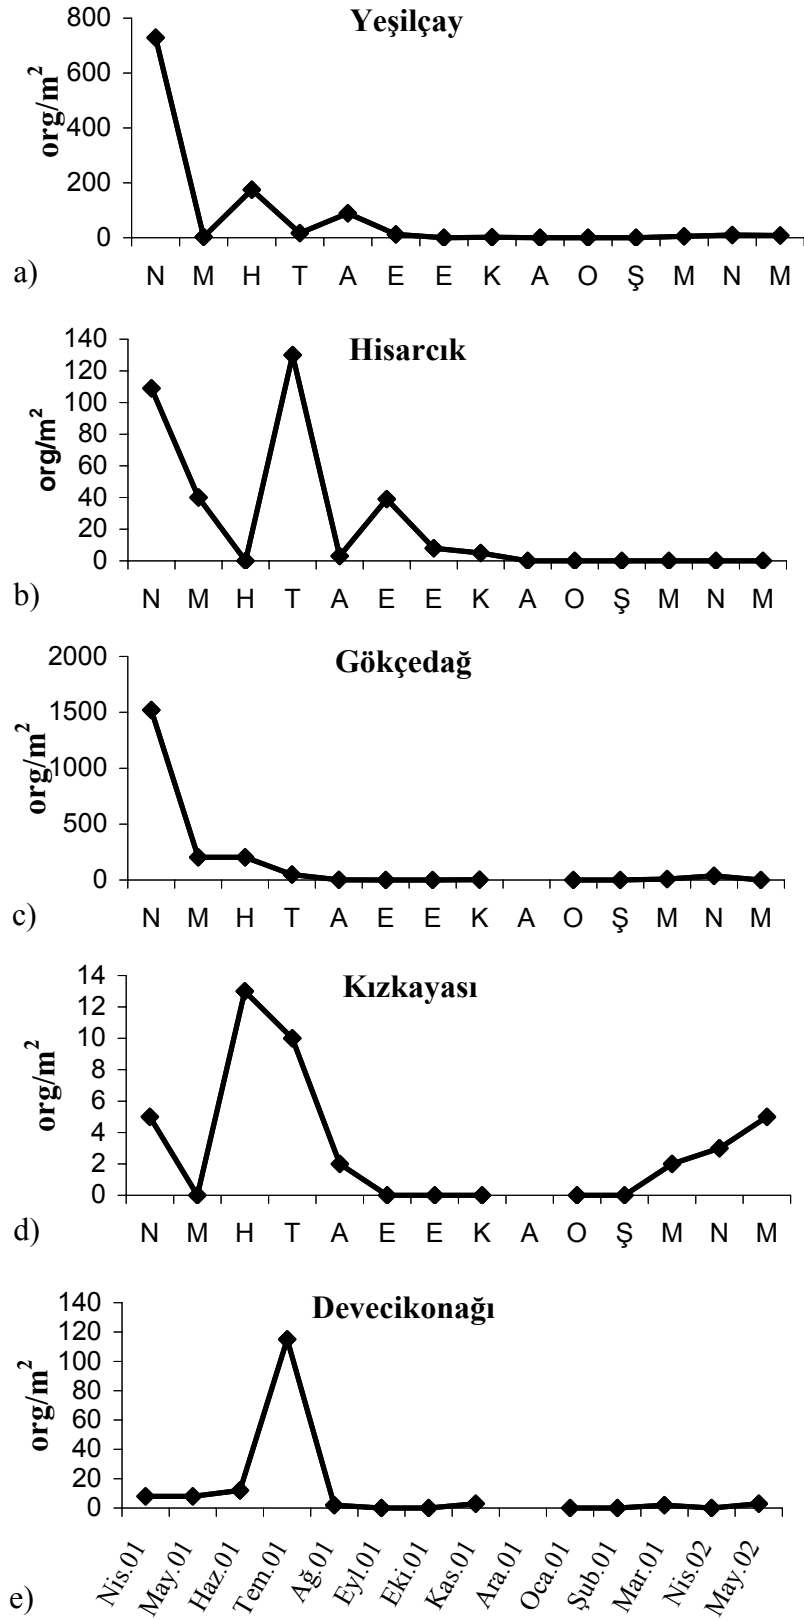 Yeşilçay
org/m²
800
600
400
200
0
N M H T A E E K A O Ş M N M
a)
Hisarcık
org/m²
140
120
100
80
60
40
20
0
N M H T A E E K A O Ş M N M
b)
Gökçedağ
org/m²
2000
1500
1000
500
0
N M H T A E E K A O Ş M N M
c)
Kızkayası
org/m²
14
12
10
8
6
4
2
0
N M H T A E E K A O Ş M N M
d)
Devecikonağı
org/m²
140
120
100
80
60
40
20
0
Nis.01 May.01 Haz.01 Tem.01 Ağ.01 Eyl.01 Eki.01 Kas.01 Ara.01 Oca.01 Şub.01 Mar.01 Nis.02 May.02
e)